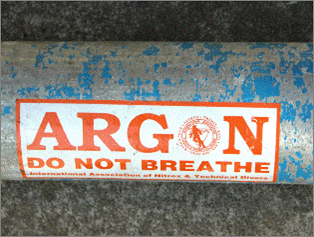 ARGON
DO NOT BREATHE
International Association of Nitrox & Technical Divers